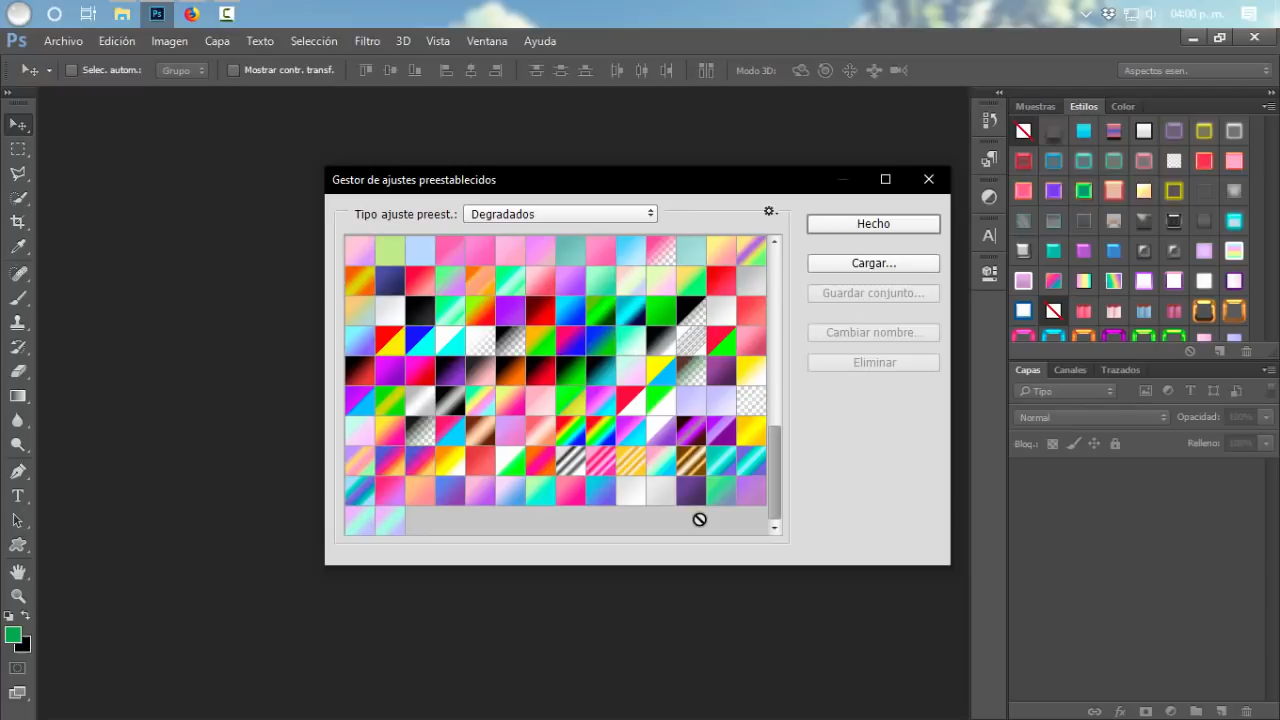 04:00 p. m.
Ps
Ps Archivo Edición Imagen Capa Texto Selección Filtro 3D Vista Ventana Ayuda
Selec. autom.: Grupo Mostrar contr. transf. Modo 3D: Aspectos esen.
Muestras Estilos Color
Gestor de ajustes preestablecidos
Tipo ajuste preest.: Degradados
Hecho
Cargar...
Guardar conjunto...
Cambiar nombre...
Eliminar
Capas Canales Trazados
Tipo
Normal Opacidad: 100%
Bloq.: Relleno: 100%